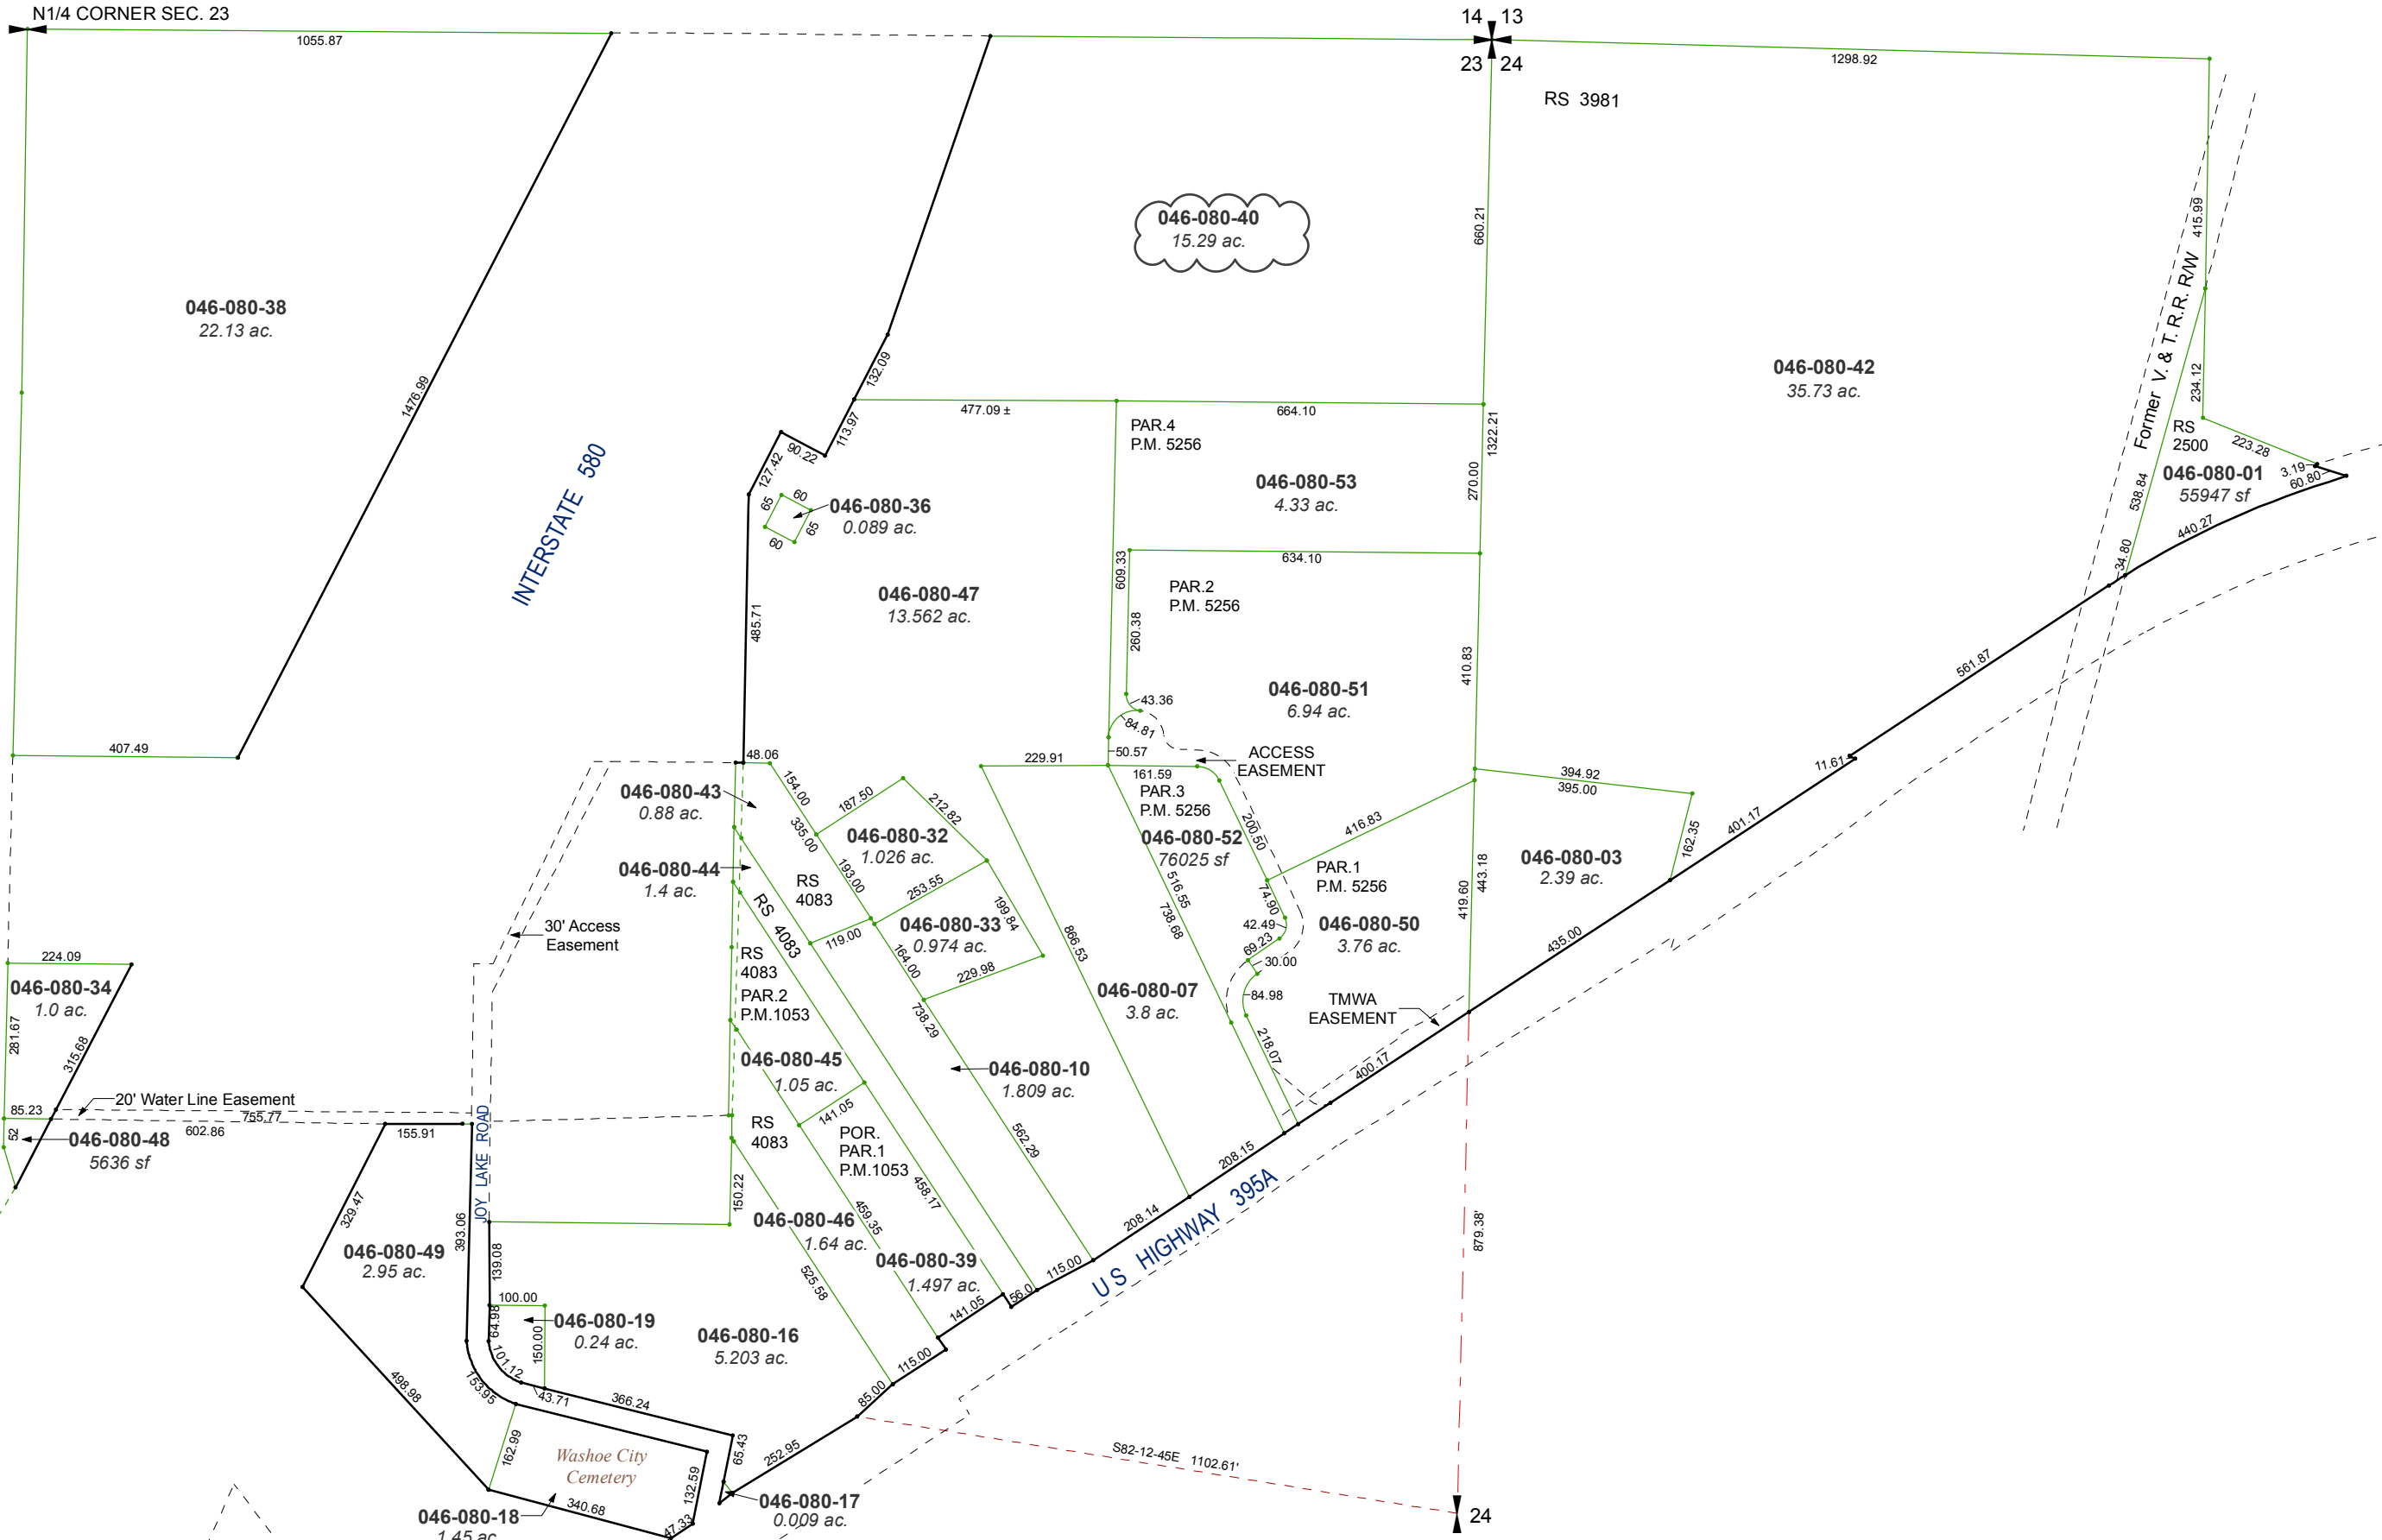 N1/4 CORNER SEC. 23
1055.87
14 13
23 24
1298.92
RS 3981
046-080-40
15.29 ac.
660.21
415.99
046-080-38
22.13 ac.
1476.99
132.09
Former V. & T. R.R. R/W
046-080-42
35.73 ac.
234.12
477.09 ±
664.10
113.97
1322.21
PAR.4
P.M. 5256
RS
2500
223.28
90.22
127.42
INTERSTATE 580
3.19
60.80
046-080-01
55947 sf
046-080-53
4.33 ac.
270.00
538.84
60
65
65
60
046-080-36
0.089 ac.
440.27
34.80
634.10
609.33
046-080-47
13.562 ac.
PAR.2
P.M. 5256
485.71
260.38
410.83
561.87
046-080-51
6.94 ac.
43.36
84.81
407.49
48.06
50.57
ACCESS
EASEMENT
229.91
161.59
11.61
394.92
395.00
046-080-43
0.88 ac.
154.00
187.50
212.82
PAR.3
P.M. 5256
335.00
046-080-32
1.026 ac.
046-080-52
76025 sf
200.50
416.83
401.17
162.35
046-080-44
1.4 ac.
RS
4083
193.00
253.55
516.55
PAR.1
P.M. 5256
046-080-03
2.39 ac.
443.18
419.60
74.90
RS 4083
199.84
738.68
30' Access
Easement
119.00
046-080-33
0.974 ac.
42.49
046-080-50
3.76 ac.
866.53
69.23
435.00
RS
4083
164.00
229.98
30.00
224.09
046-080-34
1.0 ac.
PAR.2
P.M.1053
046-080-07
3.8 ac.
84.98
TMWA
EASEMENT
281.67
315.68
738.29
218.07
046-080-45
1.05 ac.
046-080-10
1.809 ac.
400.17
20' Water Line Easement
85.23
755.77
602.86
52
046-080-48
5636 sf
155.91
JOY LAKE ROAD
RS
4083
141.05
POR.
PAR.1
P.M.1053
562.29
208.15
329.47
393.06
150.22
458.17
459.35
208.14
US HIGHWAY 395A
879.38'
046-080-46
1.64 ac.
046-080-49
2.95 ac.
139.08
525.58
046-080-39
1.497 ac.
115.00
56.0
100.00
64.98
046-080-19
0.24 ac.
150.00
141.05
046-080-16
5.203 ac.
115.00
101.12
153.95
43.71
366.24
85.00
498.98
162.99
65.43
252.95
S82-12-45E 1102.61'
Washoe City
Cemetery
132.59
340.68
47.33
046-080-18
1.45 ac.
046-080-17
0.009 ac.
24